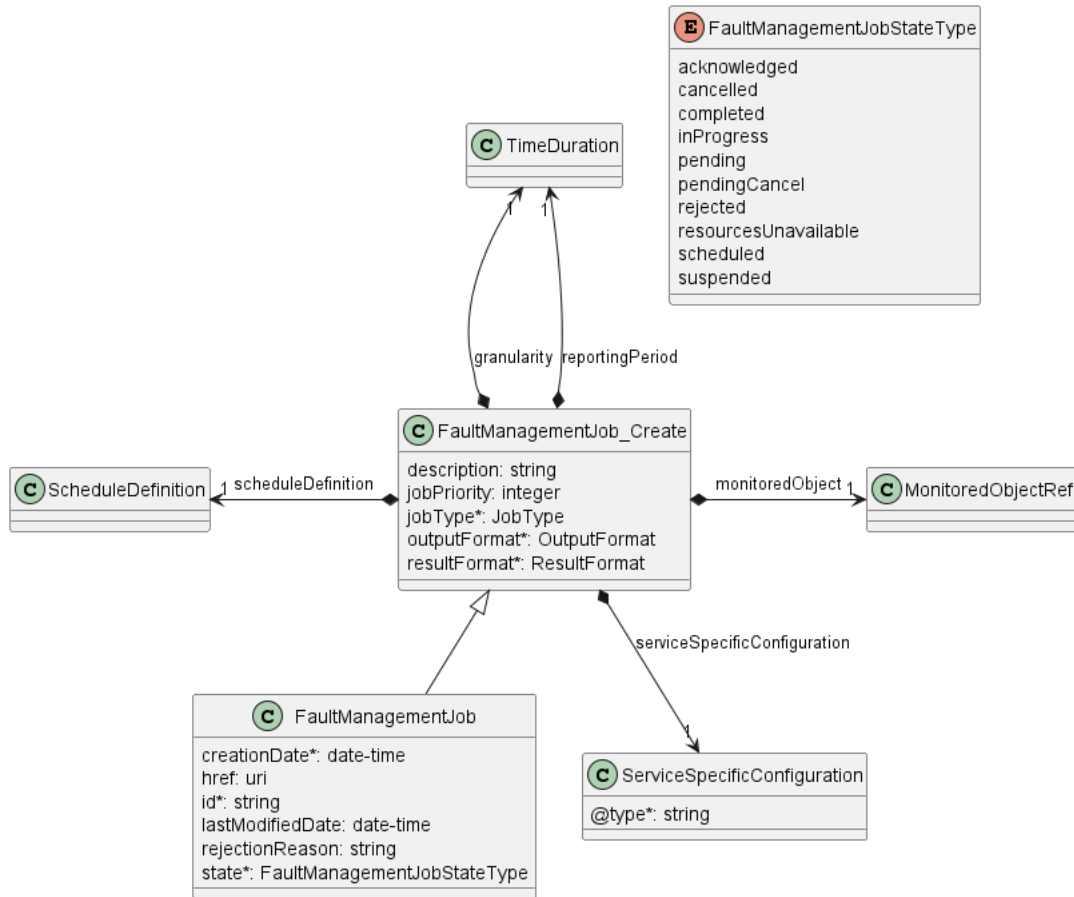 E FaultManagementJobStateType
acknowledged
cancelled
completed
inProgress
pending
pendingCancel
rejected
resourcesUnavailable
scheduled
suspended
C TimeDuration
1
1
granularity
reportingPeriod
C FaultManagementJob_Create
description: string
jobPriority: integer
jobType*: JobType
outputFormat*: OutputFormat
resultFormat*: ResultFormat
C ScheduleDefinition
1 scheduleDefinition
monitoredObject 1
C MonitoredObjectRef
serviceSpecificConfiguration
1
C FaultManagementJob
creationDate*: date-time
href: uri
id*: string
lastModifiedDate: date-time
rejectionReason: string
state*: FaultManagementJobStateType
C ServiceSpecificConfiguration
@type*: string